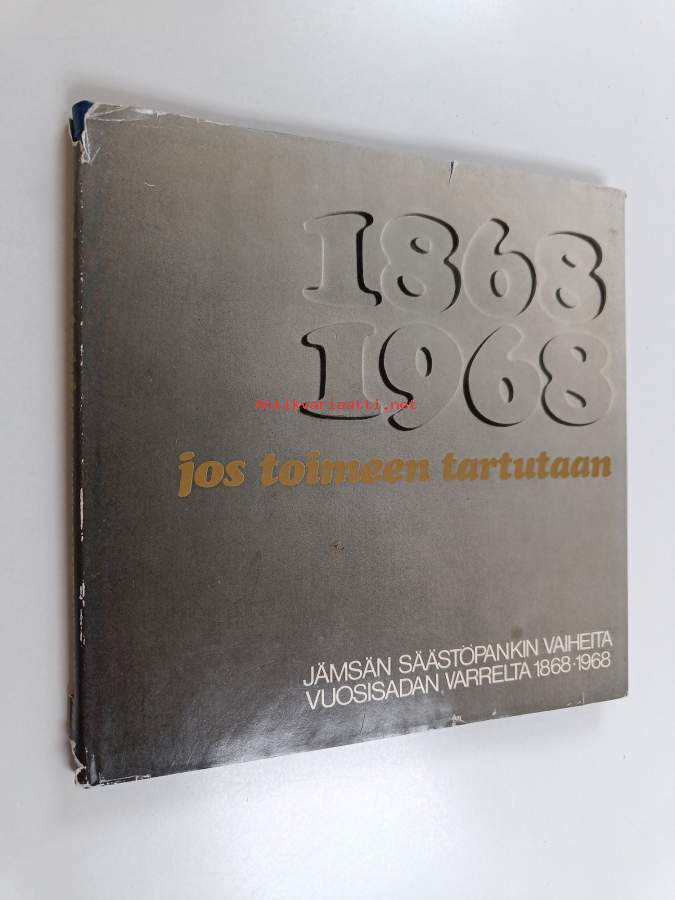 1868
1968
antikvariaatti.net
jos toimeen tartutaan
JÄMSÄN SÄÄSTÖPANKIN VAIHEITA
VUOSISADAN VARRELTA 1868-1968